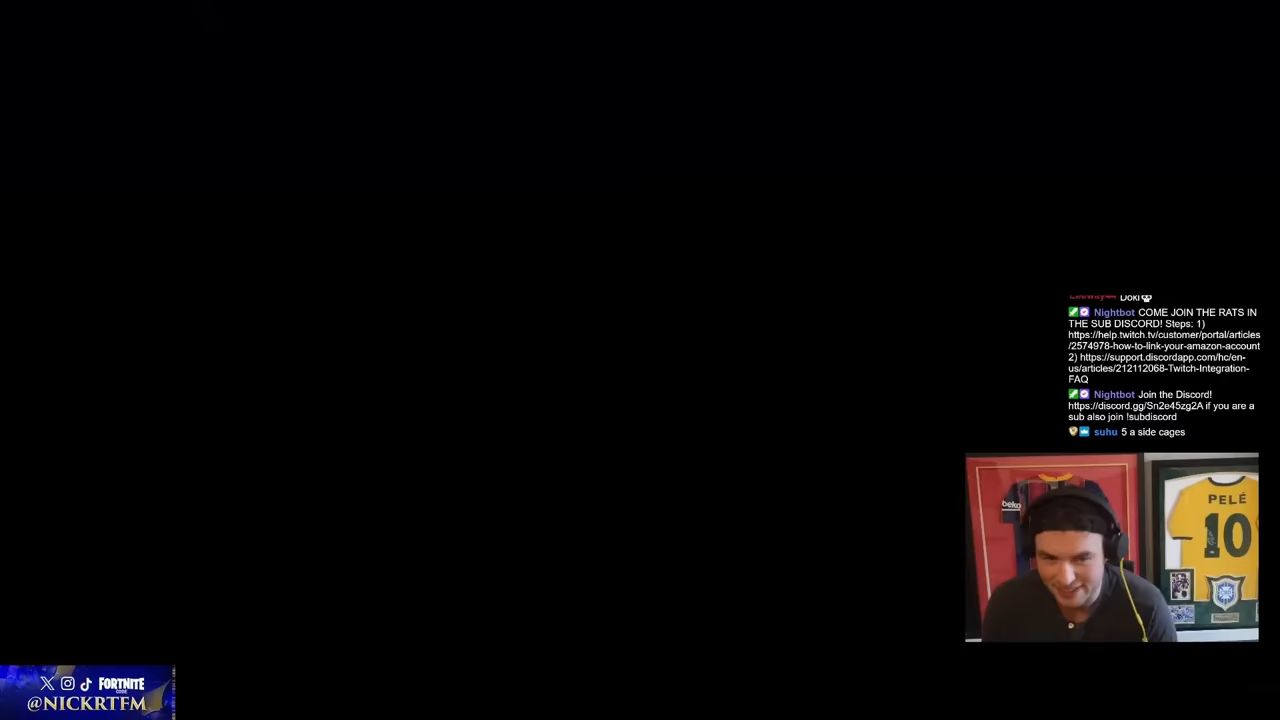 Doki
Nightbot COME JOIN THE RATS IN
THE SUB DISCORD! Steps: 1)
https://help.twitch.tv/customer/portal/articles
/2574978-how-to-link-your-amazon-account
2) https://support.discordapp.com/hc/en-
us/articles/212112068-Twitch-Integration-
FAQ
Nightbot Join the Discord!
https://discord.gg/Sn2e45zg2A if you are a
sub also join !subdiscord
suhu 5 a side cages
beko
PELÉ
10
FORTNITE
CODE
@NICKRTFM